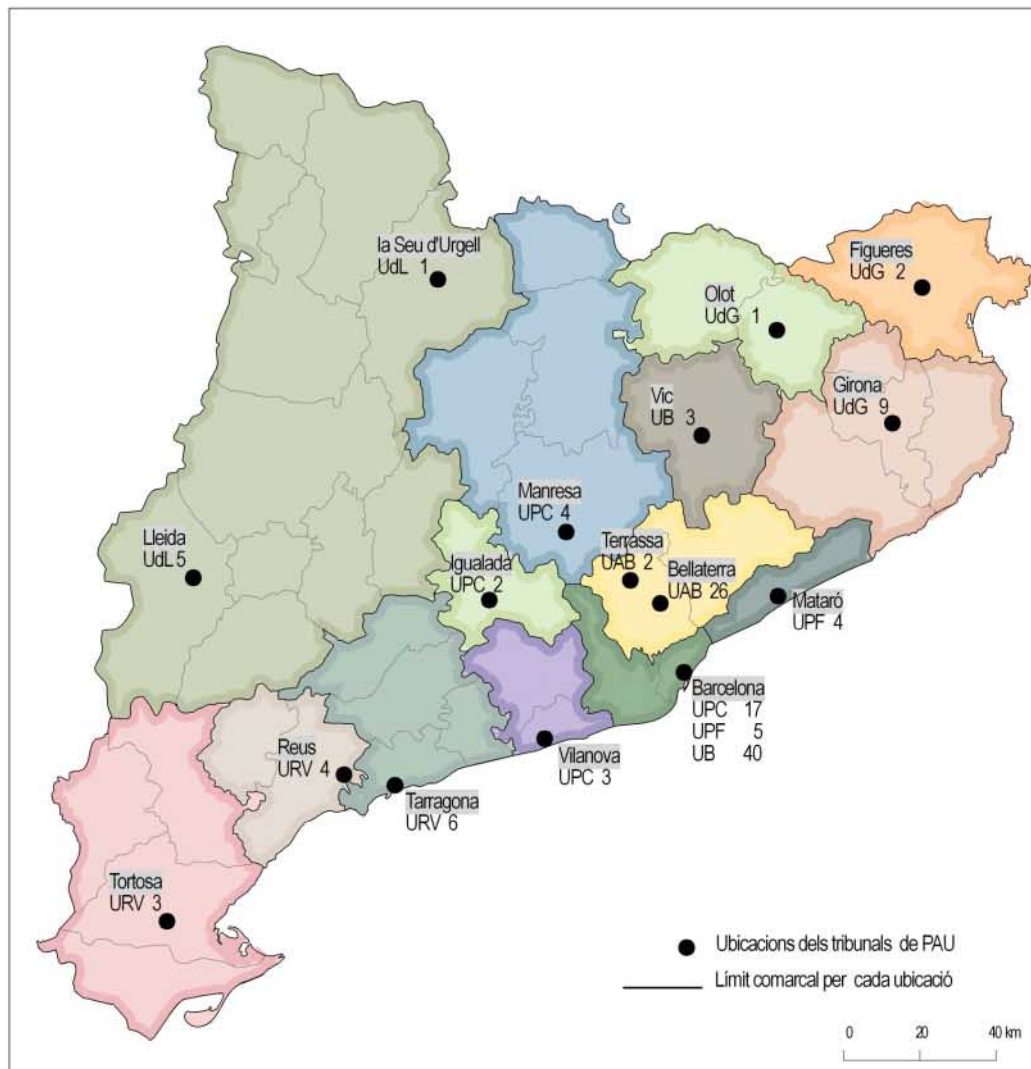 la Seu d'Urgell
UdL 1
Figueres
UdG 2
Olot
UdG 1
Girona
UdG 9
Vic
UB 3
Manresa
UPC 4
Lleida
UdL 5
Igualada
UPC 2
Terrassa
UAB 2
Bellaterra
UAB 26
Mataró
UPF 4
Barcelona
UPC 17
UPF 5
UB 40
Vilanova
UPC 3
Reus
URV 4
Tarragona
URV 6
Tortosa
URV 3
Ubicacions dels tribunals de PAU
Límit comarcal per cada ubicació
0 20 40 km